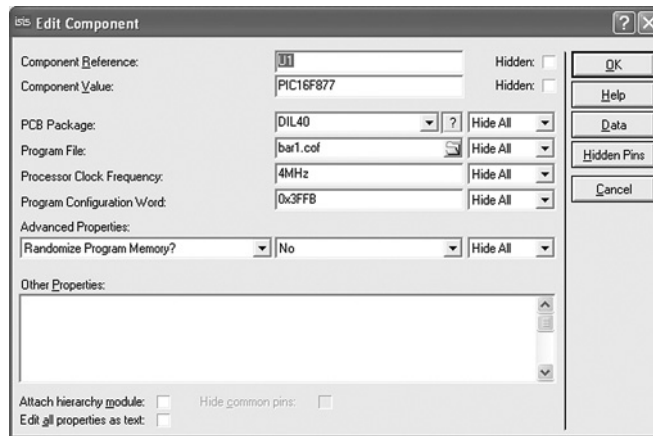 isis Edit Component
Component Reference: U1 Hidden:
Component Value: PIC16F877 Hidden:
PCB Package: DIL40 ? Hide All
Program File: bar1.cof Hide All
Processor Clock Frequency: 4MHz Hide All
Program Configuration Word: 0x3FFB Hide All
Advanced Properties:
Randomize Program Memory? No Hide All
Other Properties:
Attach hierarchy module: Hide common pins:
Edit all properties as text:
OK
Help
Data
Hidden Pins
Cancel